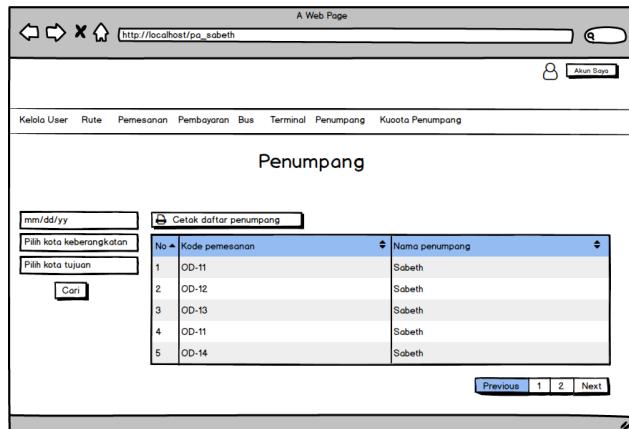 A Web Page
http://localhost/pa_sabeth
Akun Saya
Kelola User Rute Pemesanan Pembayaran Bus Terminal Penumpang Kuoota Penumpang
Penumpang
mm/dd/yy
Pilih kota keberangkatan
Pilih kota tujuan
Cari
Cetak daftar penumpang
No Kode pemesanan Nama penumpang
1 OD-11 Sabeth
2 OD-12 Sabeth
3 OD-13 Sabeth
4 OD-11 Sabeth
5 OD-14 Sabeth
Previous 1 2 Next